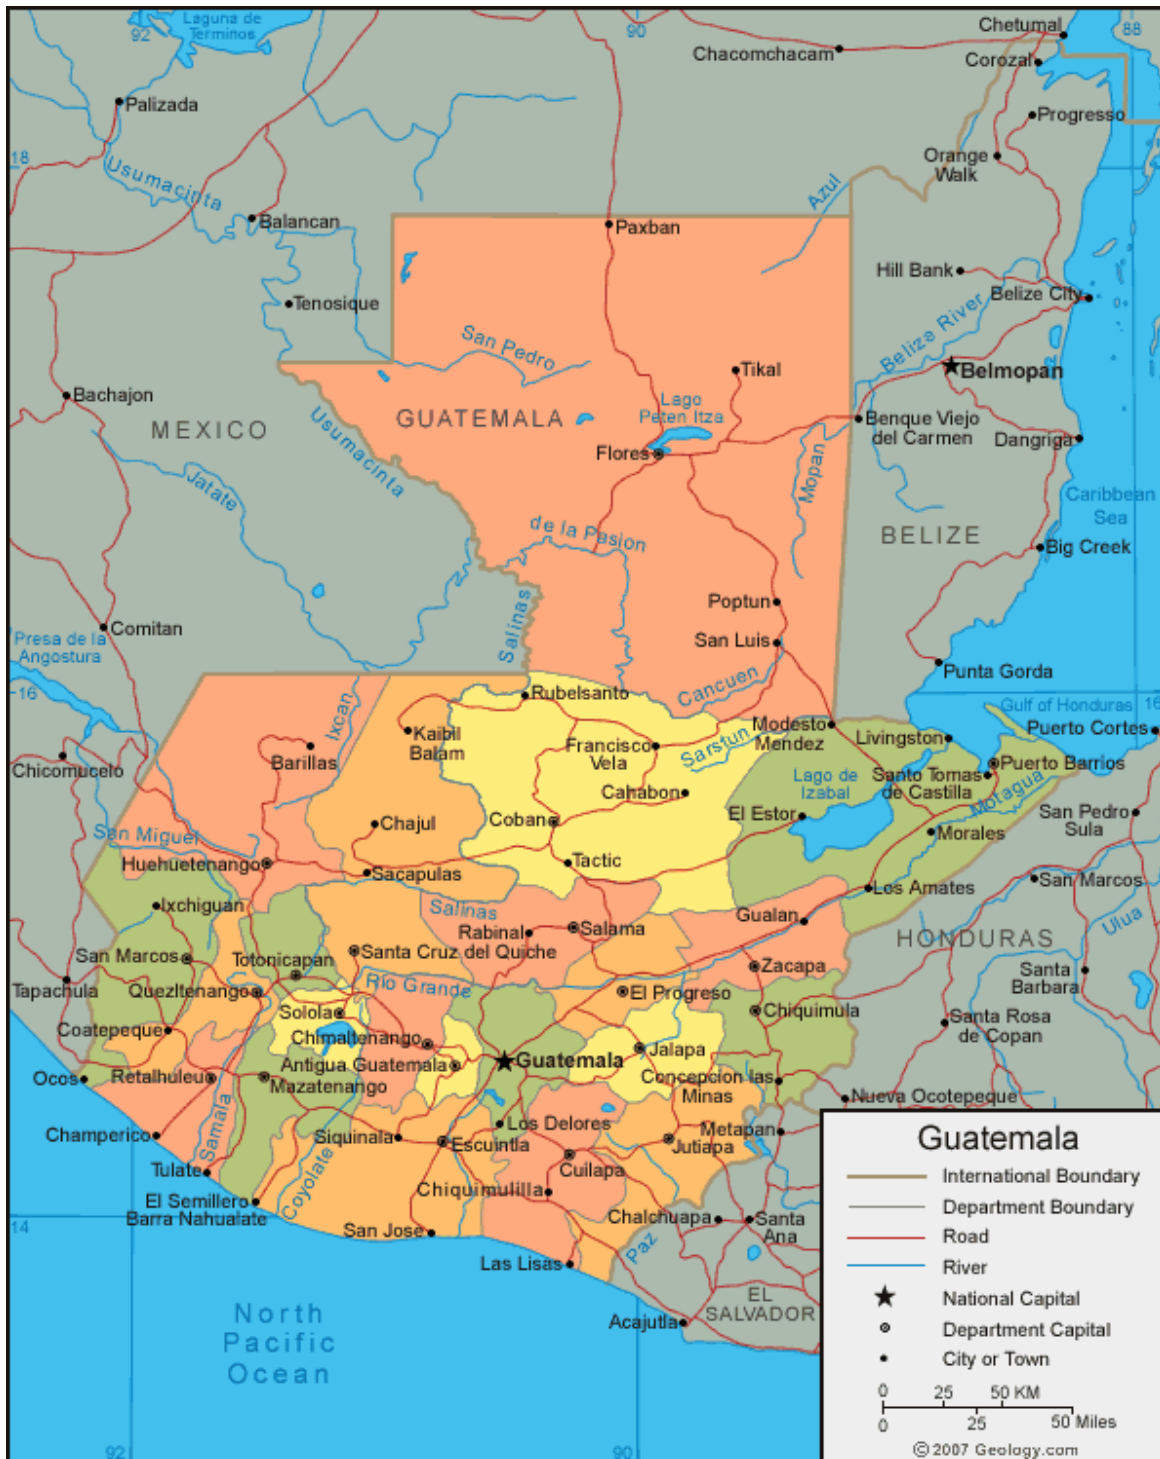 Laguna de
Terminos
92
90
88
Chetumal
Chacomchacam
Corozal
Palizada
Progresso
18
Orange
Walk
Usumacinta
Azul
Balancan
Paxban
Hill Bank
Tenosique
Belize City
San Pedro
Belize River
Tikal
Belmopan
Bachajon
Lago
Peten Itza
GUATEMALA
MEXICO
Usumacinta
Benque Viejo
del Carmen
Dangriga
Flores
Jatate
Mopan
Caribbean
Sea
de la Pasion
BELIZE
Big Creek
Salinas
Poptun
Comitan
San Luis
Presa de la
Angostura
Punta Gorda
Cancuen
16
Rubelsanto
Ixcan
Gulf of Honduras
16
Kaibil
Balam
Modesto
Mendez
Puerto Cortes
Livingston
Francisco
Vela
Sarstun
Barillas
Chicomucelo
Lago de
Izabal
Santo Tomas
de Castilla
Puerto Barrios
Cahabon
Motagua
El Estor
San Pedro
Sula
Chajul
Coban
Morales
San Miguel
Huehuetenango
Tactic
Sacapulas
Los Amates
San Marcos
Ixchiguan
Salinas
Gualan
Ulua
Rabinal
Salama
HONDURAS
San Marcos
Totonicapan
Santa Cruz del Quiche
Zacapa
Santa
Barbara
Tapachula
Quezltenango
Rio Grande
El Progreso
Chiquimula
Solola
Santa Rosa
de Copan
Coatepeque
Chimaltenango
Jalapa
Antigua Guatemala
Guatemala
Ocos
Retalhuleu
Mazatenango
Concepcion las
Minas
Nueva Ocotepeque
Samala
Los Delores
Metapan
Champerico
Siquinala
Escuintla
Jutiapa
Cuilapa
Tulate
Coyolate
Chiquimulilla
El Semillero
Barra Nahualate
14
San Jose
Chalchuapa
Santa
Ana
Paz
Las Lisas
EL
SALVADOR
North
Pacific
Ocean
Acajutla
92
90
Guatemala
International Boundary
Department Boundary
Road
River
National Capital
Department Capital
City or Town
0 25 50 KM
0 25 50 Miles
©2007 Geology.com